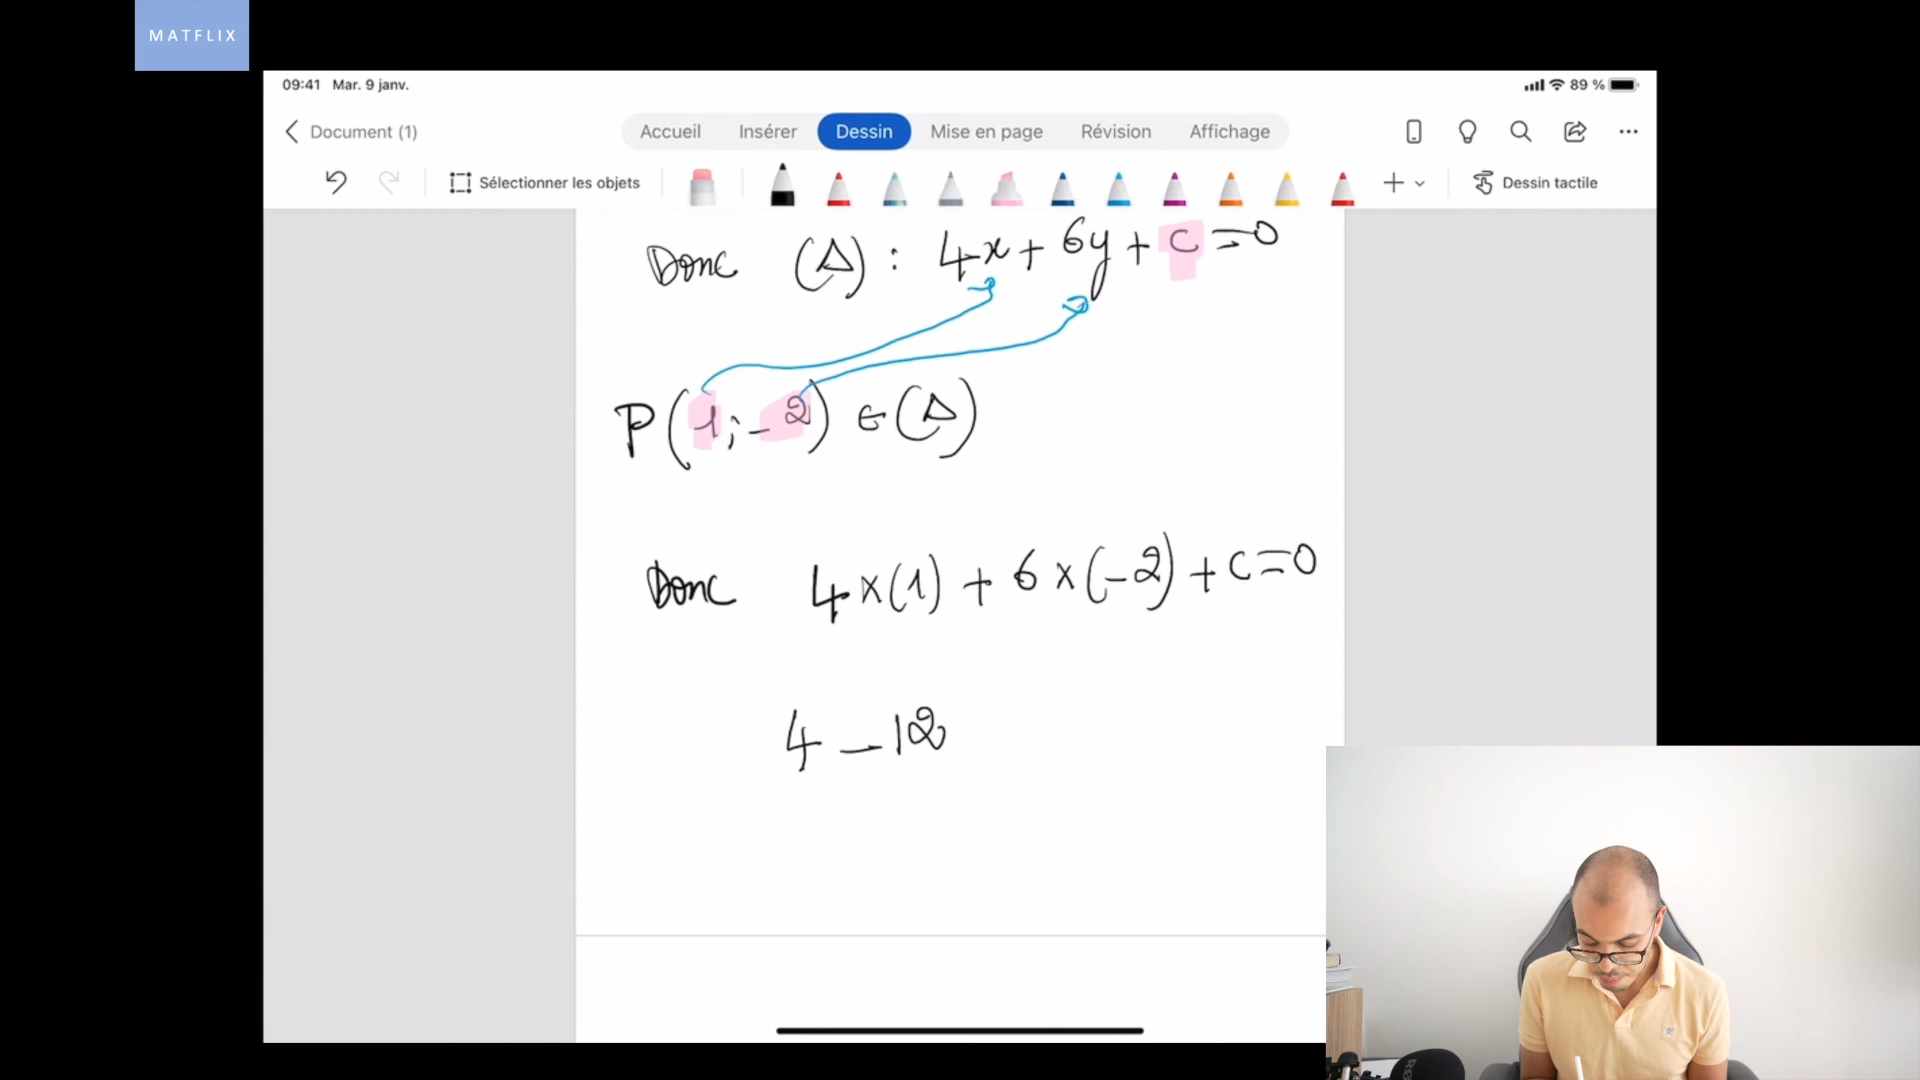 MATFLIX
09:41 Mar. 9 janv.
89 %
Document (1)
Accueil Insérer Dessin Mise en page Révision Affichage
Sélectionner les objets
Dessin tactile
Donc (Δ) : 4x + 6y + c = 0
P(1; -2) ∈ (Δ)
Donc 4 × (1) + 6 × (-2) + c = 0
4 - 12